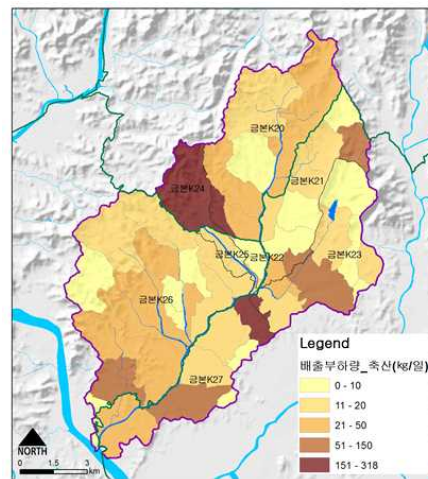 금본K20
금본K21
금본K24
금본K25
금본K22
금본K23
금본K26
금본K27
Legend
배출부하량_축산(kg/일)
0 - 10
11 - 20
21 - 50
51 - 150
151 - 318
NORTH
0 1.5 3
km